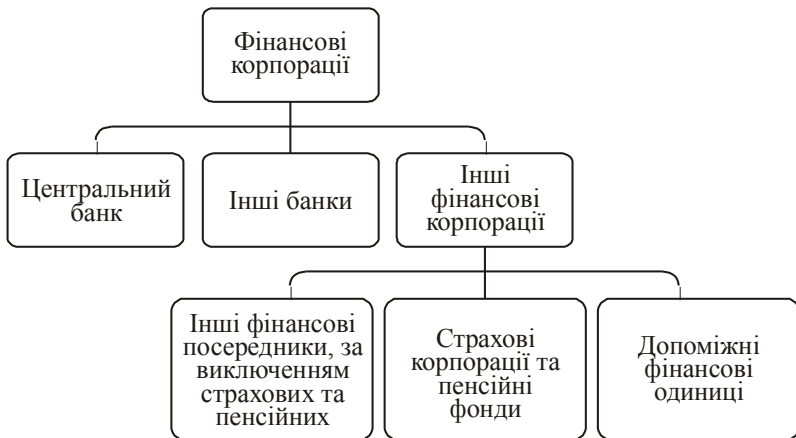 Фінансові
корпорації
Центральний
банк
Інші банки
Інші
фінансові
корпорації
Інші фінансові
посередники, за
виключенням
страхових та
пенсійних
Страхові
корпорації та
пенсійні
фонди
Допоміжні
фінансові
одиниці